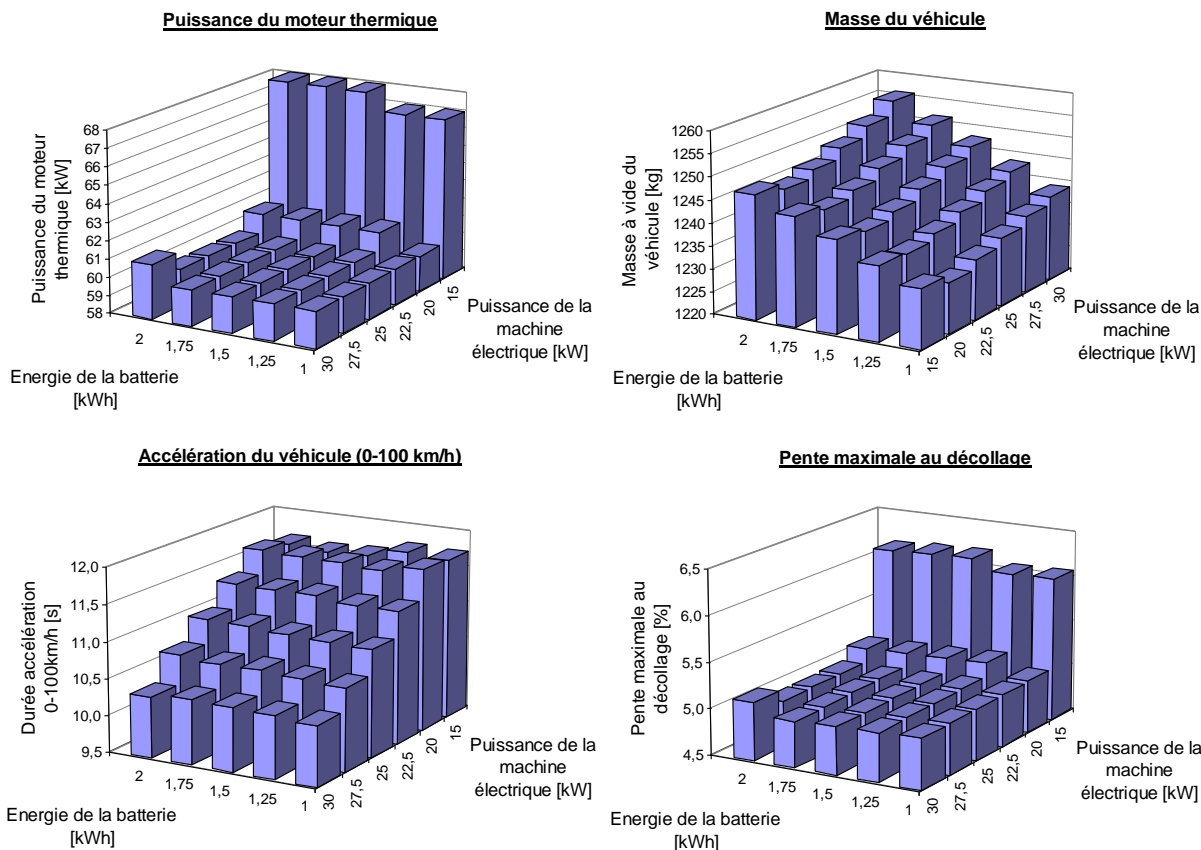 Puissance du moteur thermique
Puissance du moteur
thermique [kW]
68
67
66
65
64
63
62
61
60
59
58
2
1,75
1,5
1,25
1
30
27,5
25
22,5
20
15
Energie de la batterie
[kWh]
Puissance de la
machine
électrique [kW]
Masse du véhicule
Masse à vide du
véhicule [kg]
1260
1255
1250
1245
1240
1235
1230
1225
1220
2
1,75
1,5
1,25
1
15
20
22,5
25
27,5
30
Energie de la batterie
[kWh]
Puissance de la
machine
électrique [kW]
Accélération du véhicule (0-100 km/h)
Durée accélération
0-100km/h [s]
12,0
11,5
11,0
10,5
10,0
9,5
2
1,75
1,5
1,25
1
30
27,5
25
22,5
20
15
Energie de la batterie
[kWh]
Puissance de la
machine
électrique [kW]
Pente maximale au décollage
Pente maximale au
décollage [%]
6,5
6,0
5,5
5,0
4,5
2
1,75
1,5
1,25
1
30
27,5
25
22,5
20
15
Energie de la batterie
[kWh]
Puissance de la
machine
électrique [kW]